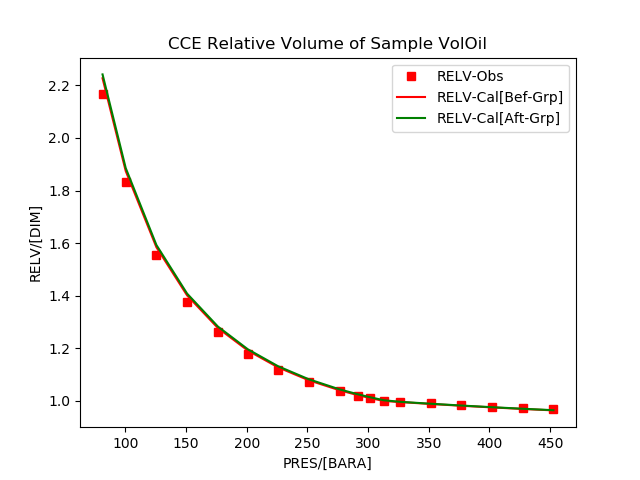 CCE Relative Volume of Sample VolOil
RELV-Obs
RELV-Cal[Bef-Grp]
RELV-Cal[Aft-Grp]
RELV/[DIM]
2.2
2.0
1.8
1.6
1.4
1.2
1.0
100 150 200 250 300 350 400 450
PRES/[BARA]